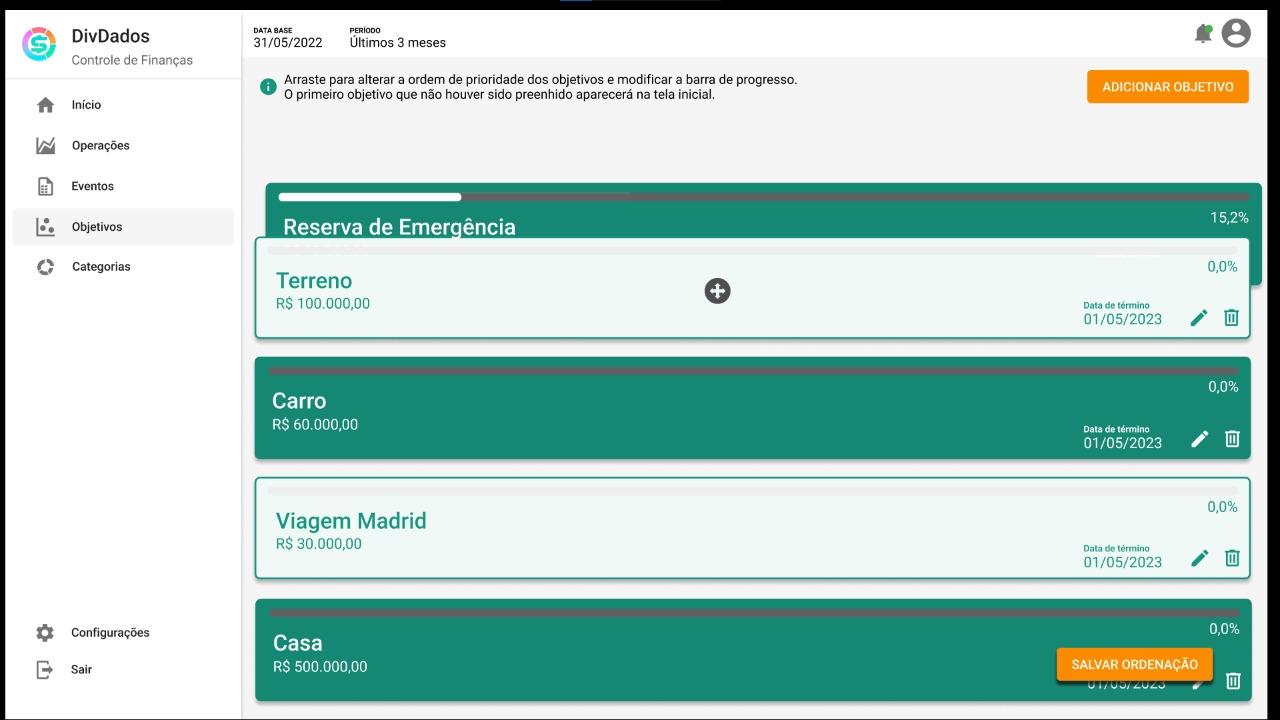 DivDados
Controle de Finanças
Início
Operações
Eventos
Objetivos
Categorias
Configurações
Sair
DATA BASE
31/05/2022
PERÍODO
Últimos 3 meses
Arraste para alterar a ordem de prioridade dos objetivos e modificar a barra de progresso.
O primeiro objetivo que não houver sido preenhido aparecerá na tela inicial.
ADICIONAR OBJETIVO
15,2%
Reserva de Emergência
0,0%
Terreno
R$ 100.000,00
Data de término
01/05/2023
0,0%
Carro
R$ 60.000,00
Data de término
01/05/2023
0,0%
Viagem Madrid
R$ 30.000,00
Data de término
01/05/2023
0,0%
Casa
R$ 500.000,00
SALVAR ORDENAÇÃO
01/05/2023